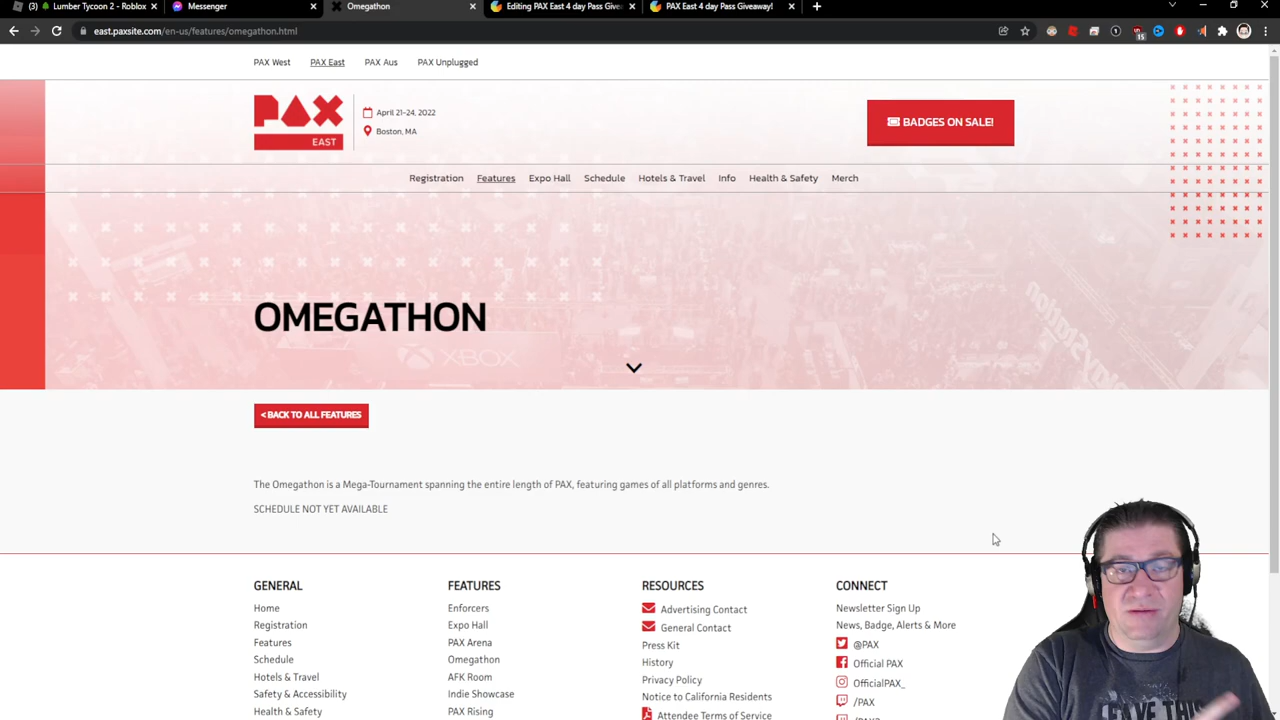 (3) Lumber Tycoon 2 - Roblox
Messenger
Omegathon
Editing PAX East 4 day Pass Give
PAX East 4 day Pass Giveaway!
east.paxsite.com/en-us/features/omegathon.html
15
PAX West
PAX East
PAX Aus
PAX Unplugged
PAX
EAST
April 21-24, 2022
Boston, MA
BADGES ON SALE!
Registration
Features
Expo Hall
Schedule
Hotels & Travel
Info
Health & Safety
Merch
OMEGATHON
XBOX
< BACK TO ALL FEATURES
The Omegathon is a Mega-Tournament spanning the entire length of PAX, featuring games of all platforms and genres.
SCHEDULE NOT YET AVAILABLE
GENERAL
Home
Registration
Features
Schedule
Hotels & Travel
Safety & Accessibility
Health & Safety
FEATURES
Enforcers
Expo Hall
PAX Arena
Omegathon
AFK Room
Indie Showcase
PAX Rising
RESOURCES
Advertising Contact
General Contact
Press Kit
History
Privacy Policy
Notice to California Residents
Attendee Terms of Service
CONNECT
Newsletter Sign Up
News, Badge, Alerts & More
@PAX
Official PAX
OfficialPAX_
/PAX
LEAVE THIS